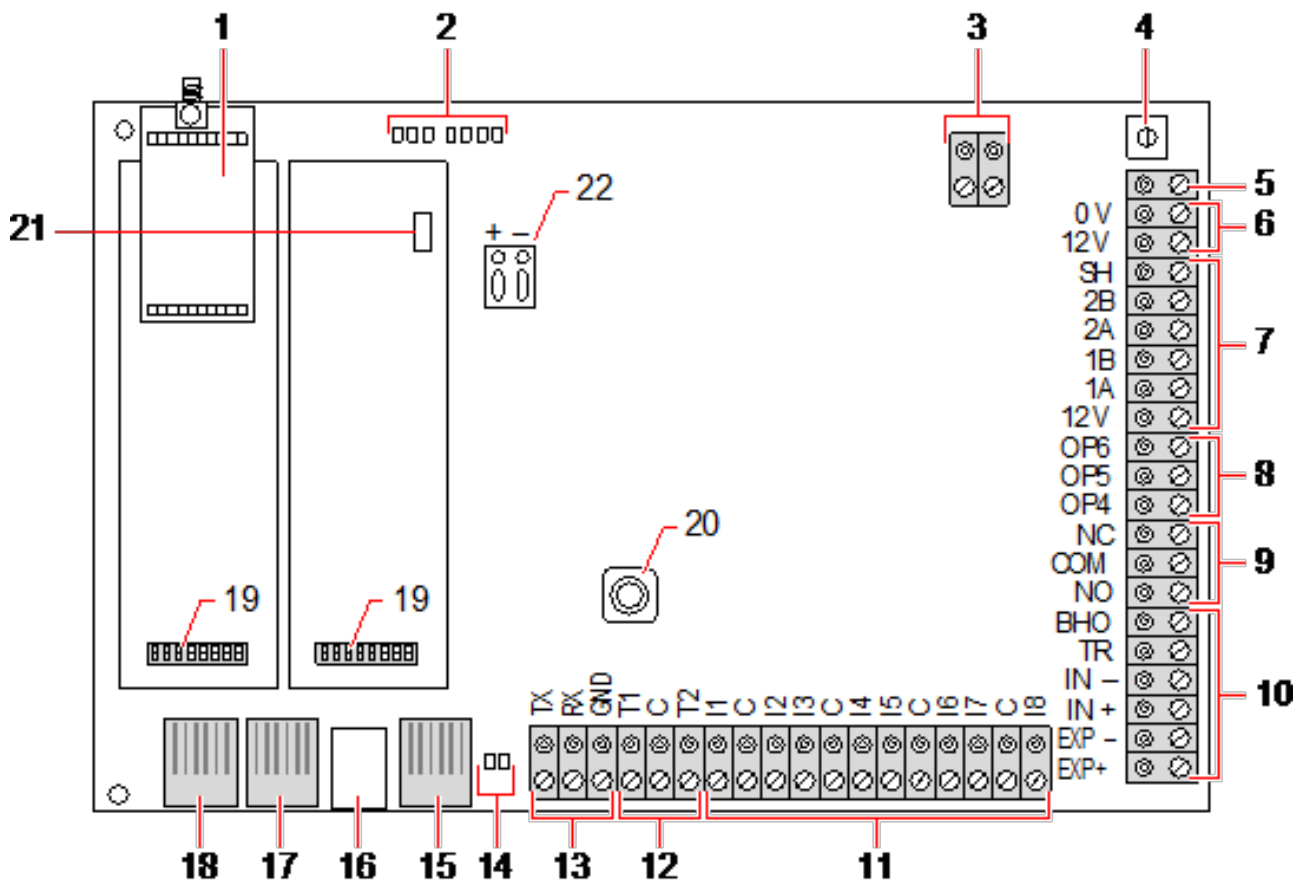 1 2 3 4
5
0 V
6
12 V
SH
2B
2A
7
1B
1A
12 V
OP6
OP5
8
OP4
NC
COM
9
NO
BHO
TR
IN –
10
IN +
EXP –
EXP+
21
22
+ –
20
19 19
TX RX GND T1 C T2 I1 C I2 I3 C I4 I5 C I6 I7 C I8
18 17 16 15 14 13 12 11